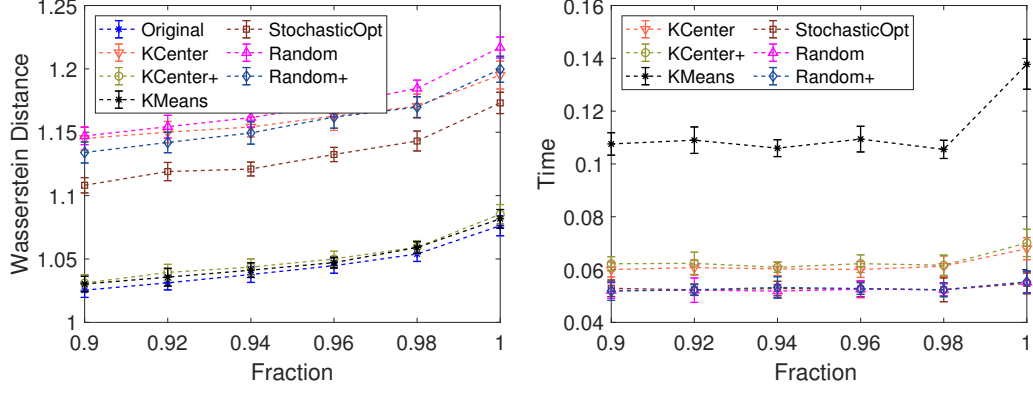 1.25
1.2
1.15
1.1
1.05
1
Wasserstein Distance
Original
KCenter
KCenter+
KMeans
StochasticOpt
Random
Random+
0.9
0.92
0.94
0.96
0.98
1
Fraction
0.16
0.14
0.12
0.1
0.08
0.06
0.04
Time
KCenter
KCenter+
KMeans
StochasticOpt
Random
Random+
0.9
0.92
0.94
0.96
0.98
1
Fraction